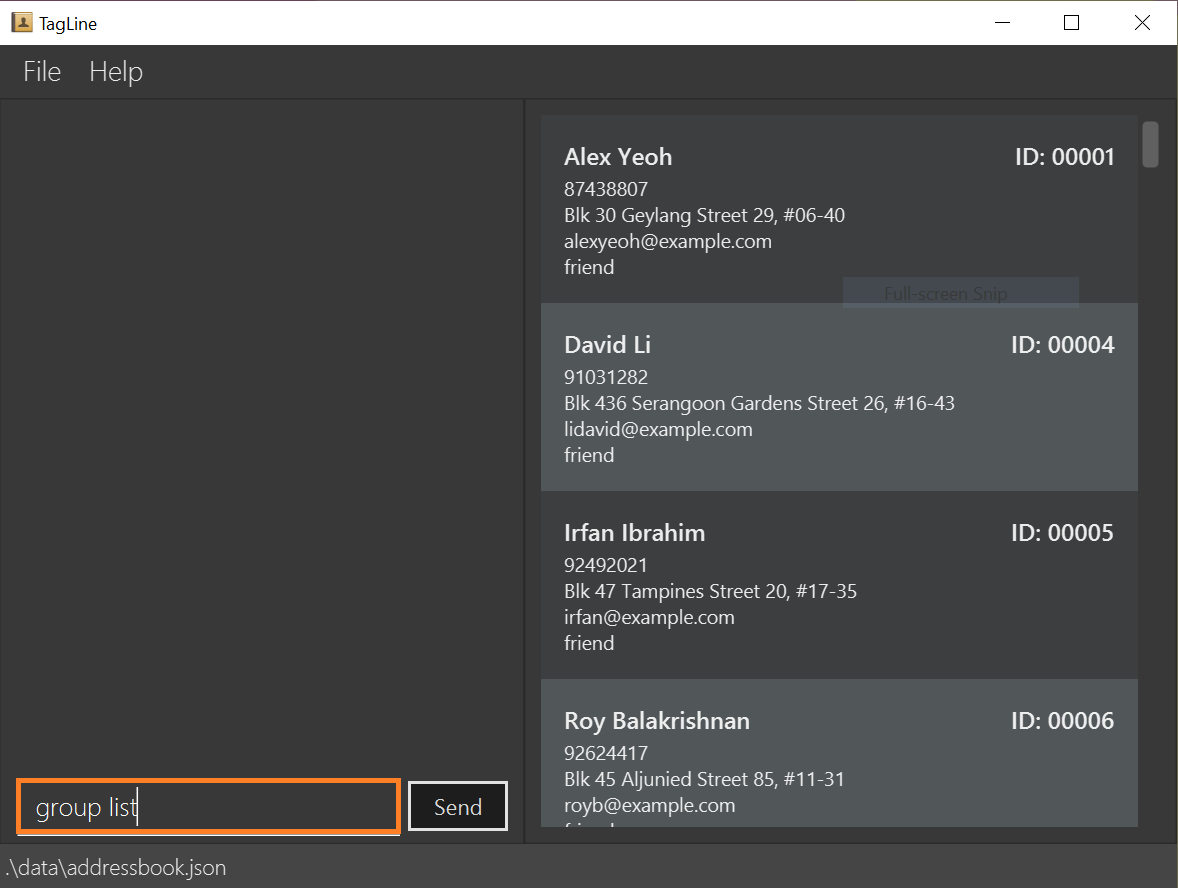 TagLine
File Help
Alex Yeoh ID: 00001
87438807
Blk 30 Geylang Street 29, #06-40
alexyeoh@example.com
friend
Full-screen Snip
David Li ID: 00004
91031282
Blk 436 Serangoon Gardens Street 26, #16-43
lidavid@example.com
friend
Irfan Ibrahim ID: 00005
92492021
Blk 47 Tampines Street 20, #17-35
irfan@example.com
friend
Roy Balakrishnan ID: 00006
92624417
Blk 45 Aljunied Street 85, #11-31
royb@example.com
group list Send
.\data\addressbook.json